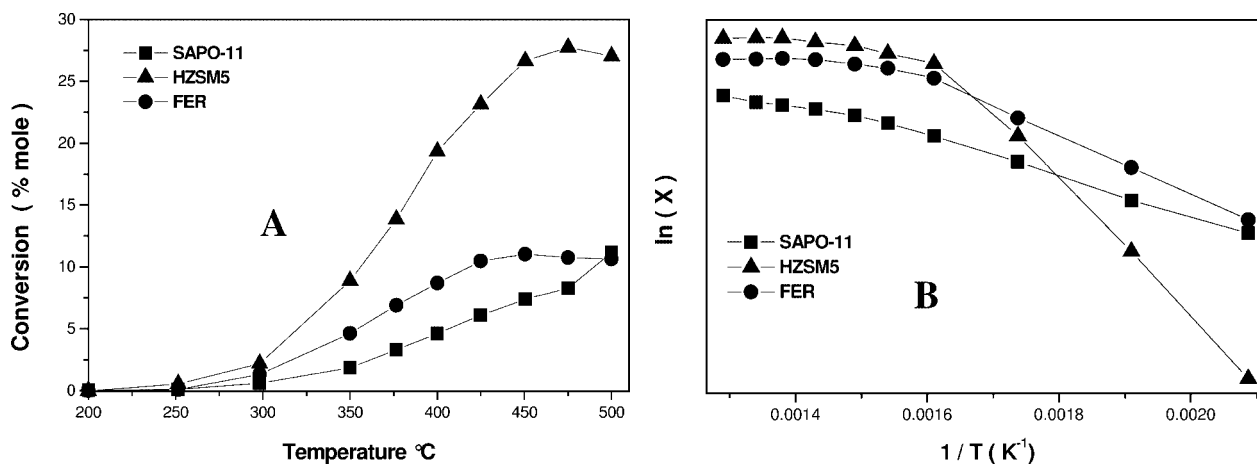 30
25
20
15
10
5
0
Conversion ( % mole )
SAPO-11
HZSM5
FER
A
200
250
300
350
400
450
500
Temperature °C
ln ( X )
SAPO-11
HZSM5
FER
B
0.0014
0.0016
0.0018
0.0020
1 / T ( K⁻¹)